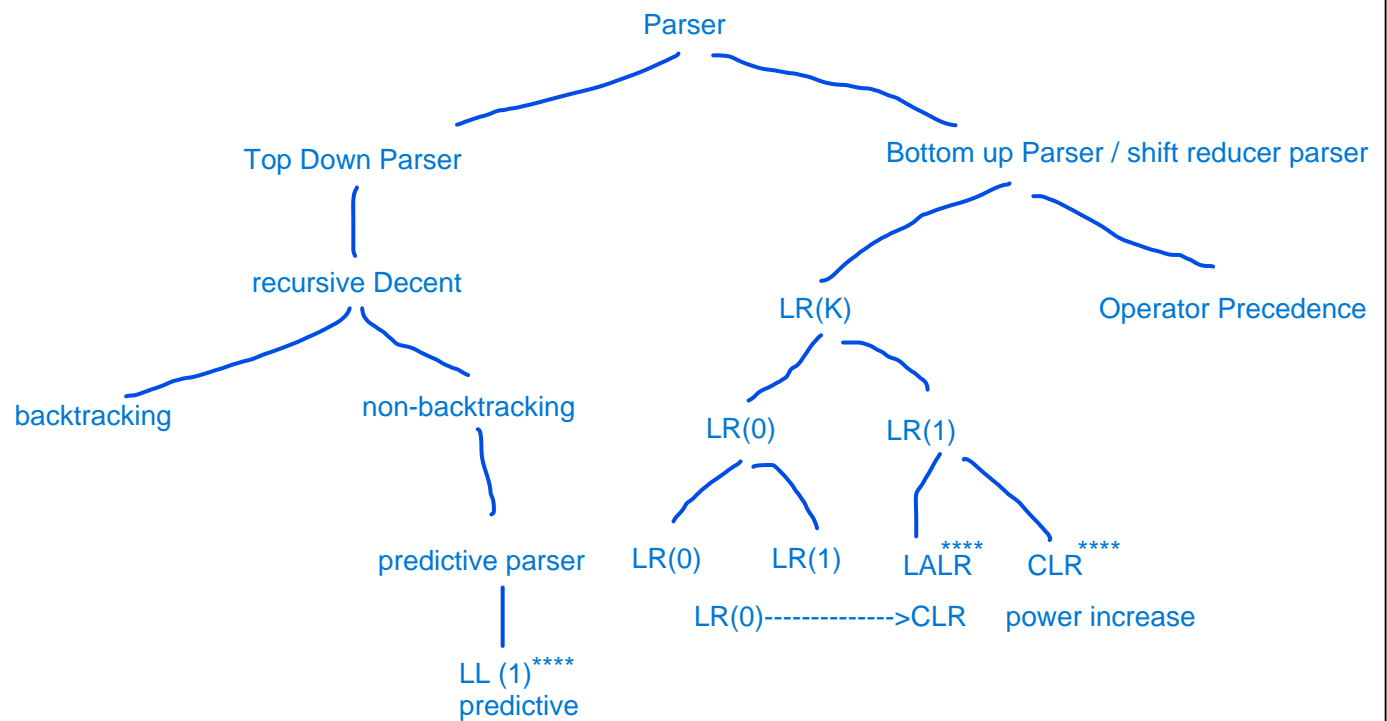 Parser
Top Down Parser
Bottom up Parser / shift reducer parser
recursive Decent
LR(K)
Operator Precedence
backtracking
non-backtracking
LR(0)
LR(1)
predictive parser
LR(0)
LR(1)
LALR****
CLR****
LR(0)-------------->CLR power increase
LL (1)****
predictive